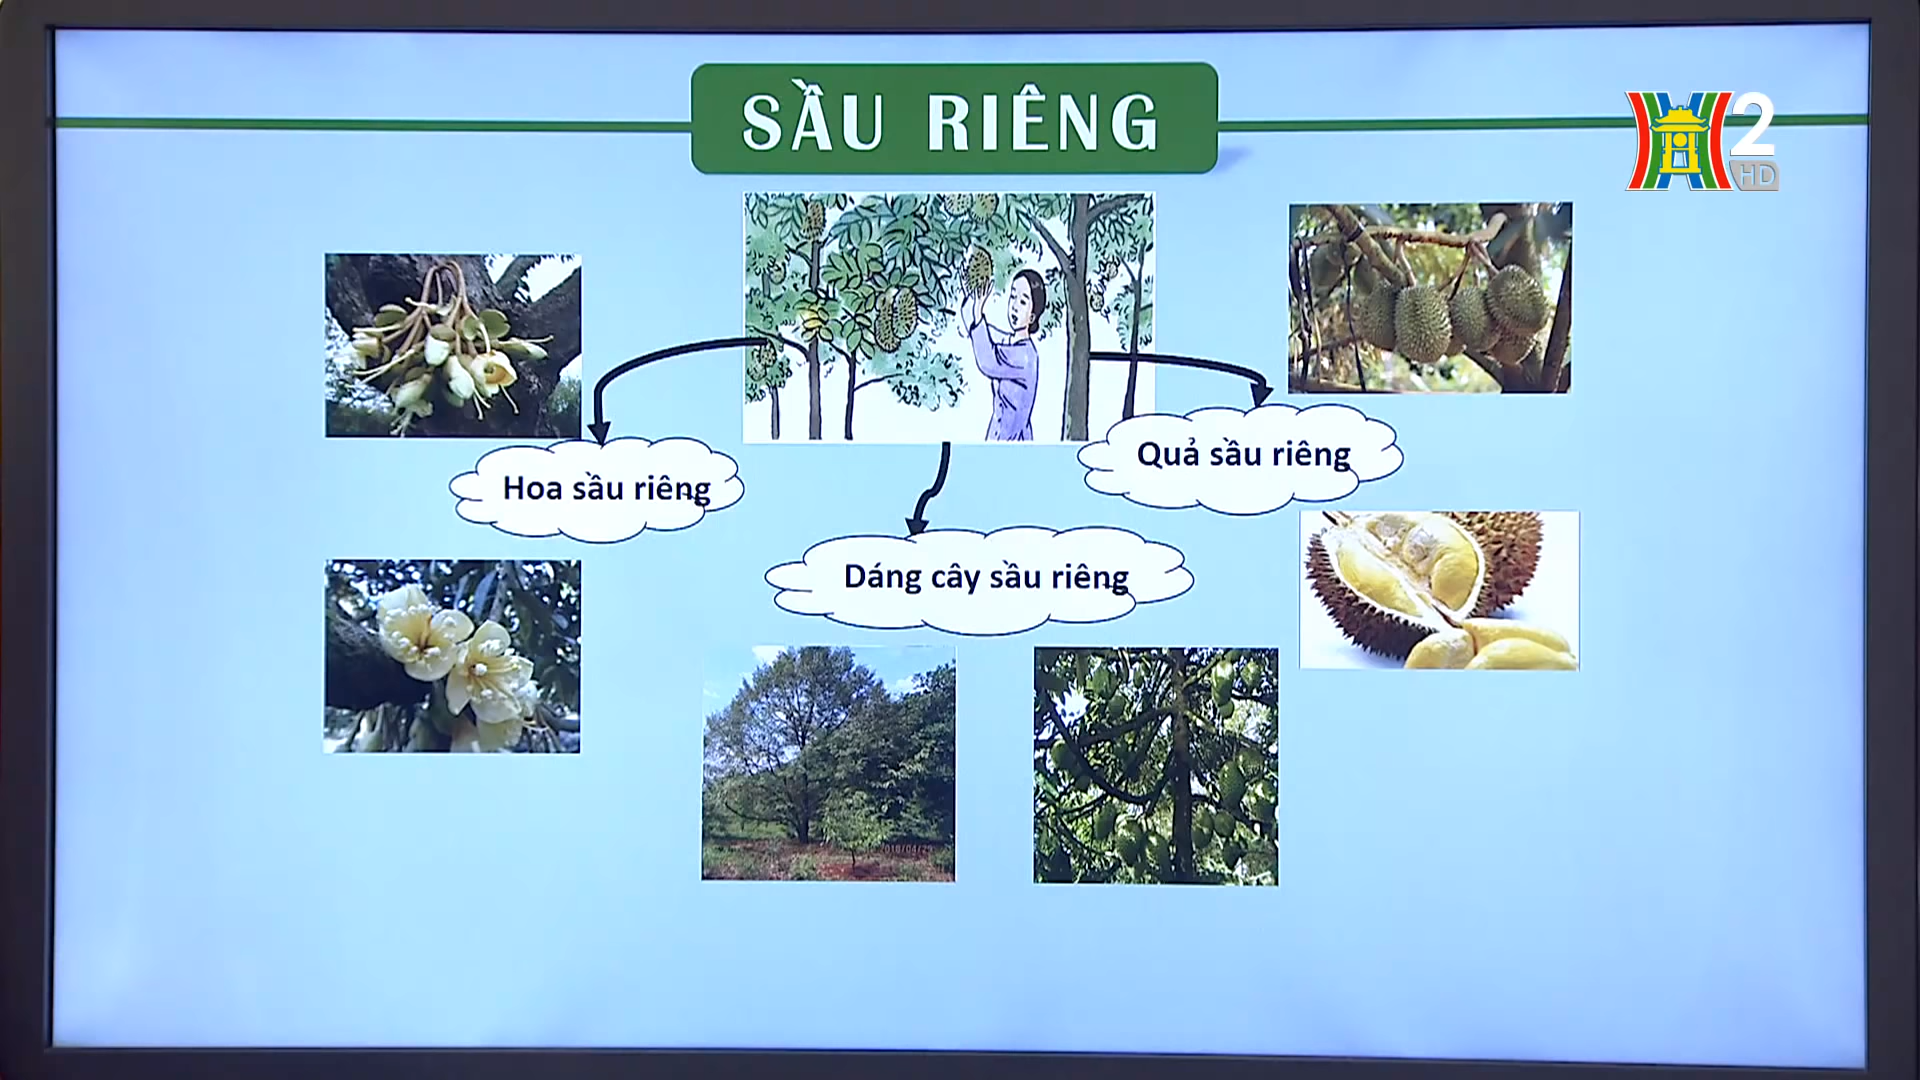 SẦU RIÊNG
2
HD
Hoa sầu riêng
Quả sầu riêng
Dáng cây sầu riêng